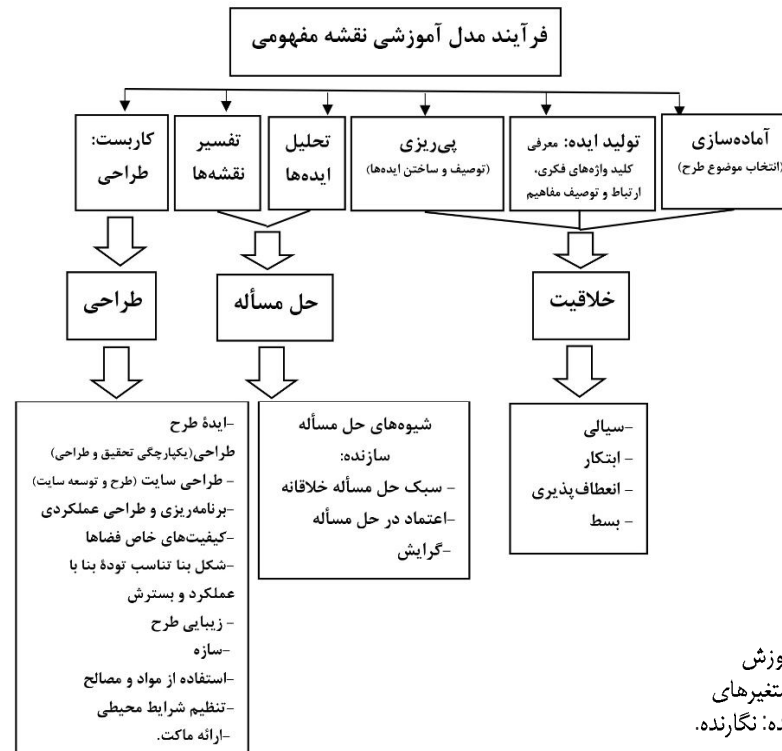 فرآیند مدل آموزشی نقشه مفهومی
آماده‌سازی
(انتخاب موضوع طرح)
تولید ایده: معرفی
کلید واژه‌های فکری،
ارتباط و توصیف مفاهیم
پی‌ریزی
(توصیف و ساختن ایده‌ها)
تحلیل
ایده‌ها
تفسیر
نقشه‌ها
کاربست:
طراحی
خلاقیت
حل مسأله
طراحی
-سیالی
- ابتکار
- انعطاف‌پذیری
- بسط
شیوه‌های حل مسأله
سازنده:
- سبک حل مسأله خلاقانه
-اعتماد در حل مسأله
-گرایش
-ایدهٔ طرح
طراحی(یکپارچگی تحقیق و طراحی)
- طراحی سایت (طرح و توسعه سایت)
-برنامه‌ریزی و طراحی عملکردی
-کیفیت‌های خاص فضاها
-شکل بنا تناسب تودهٔ بنا با
عملکرد و بسترش
- زیبایی طرح
-سازه
-استفاده از مواد و مصالح
-تنظیم شرایط محیطی
-ارائه ماکت.
وزش
تغیرهای
ده: نگارنده.